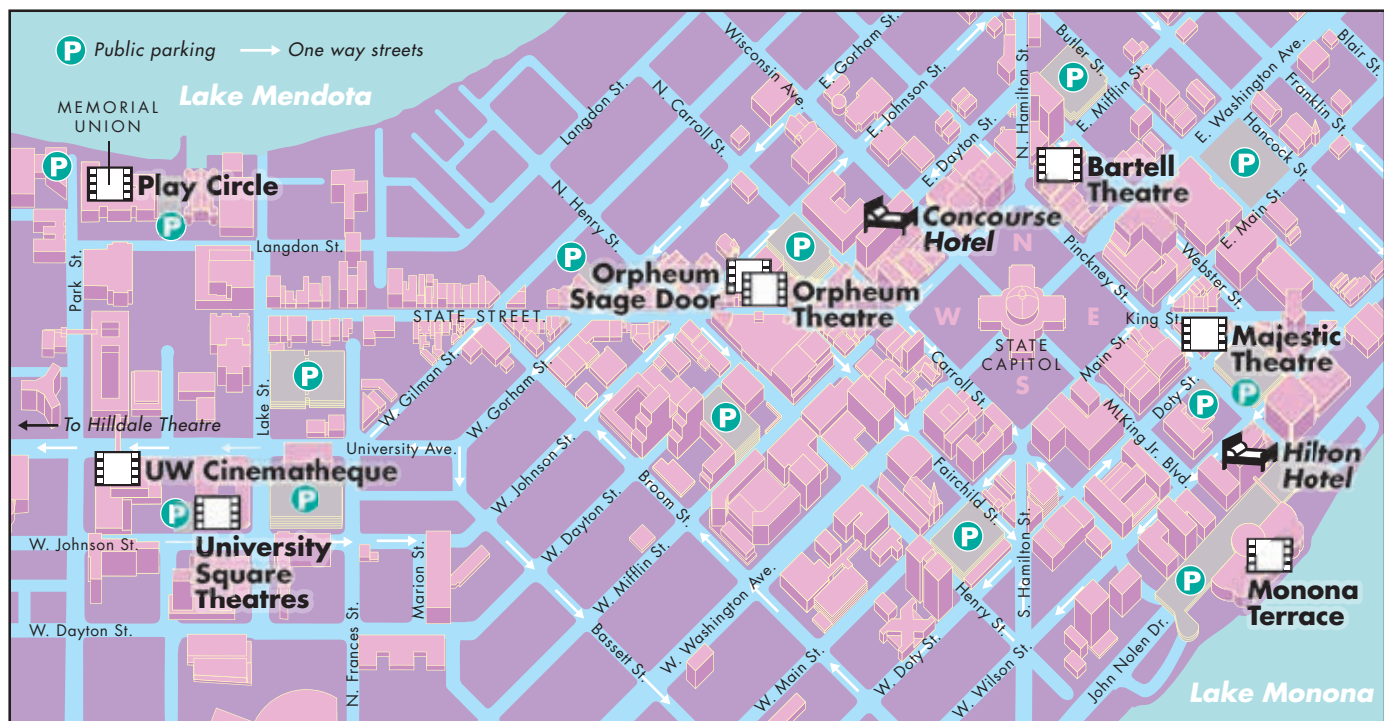 P Public parking
One way streets
Lake Mendota
MEMORIAL
UNION
P
Play Circle
P
Langdon St.
Park St.
Lake St.
STATE STREET
P
To Hilldale Theatre
University Ave.
UW Cinematheque
P
P
University
Square
Theatres
W. Johnson St.
W. Dayton St.
N. Frances St.
Marion St.
Langdon St.
N. Carroll St.
Wisconsin Ave.
E. Gorham St.
E. Johnson St.
E. Dayton St.
N. Henry St.
P
Orpheum
Stage Door
P
Orpheum
Theatre
Concourse
Hotel
N. Hamilton St.
Butler St.
P
E. Mifflin St.
E. Washington Ave.
Blair St.
Franklin St.
Hancock St.
P
Bartell
Theatre
E. Main St.
Webster St.
Pinckney St.
King St.
N
W
E
S
STATE
CAPITOL
Majestic
Theatre
P
P
Main St.
Doty St.
MLKing Jr. Blvd.
Hilton
Hotel
Carroll St.
Fairchild St.
P
S. Hamilton St.
Henry St.
W. Gilman St.
W. Gorham St.
W. Johnson St.
W. Dayton St.
W. Mifflin St.
Broom St.
P
W. Washington Ave.
Bassett St.
W. Main St.
W. Doty St.
W. Wilson St.
John Nolen Dr.
P
Monona
Terrace
Lake Monona